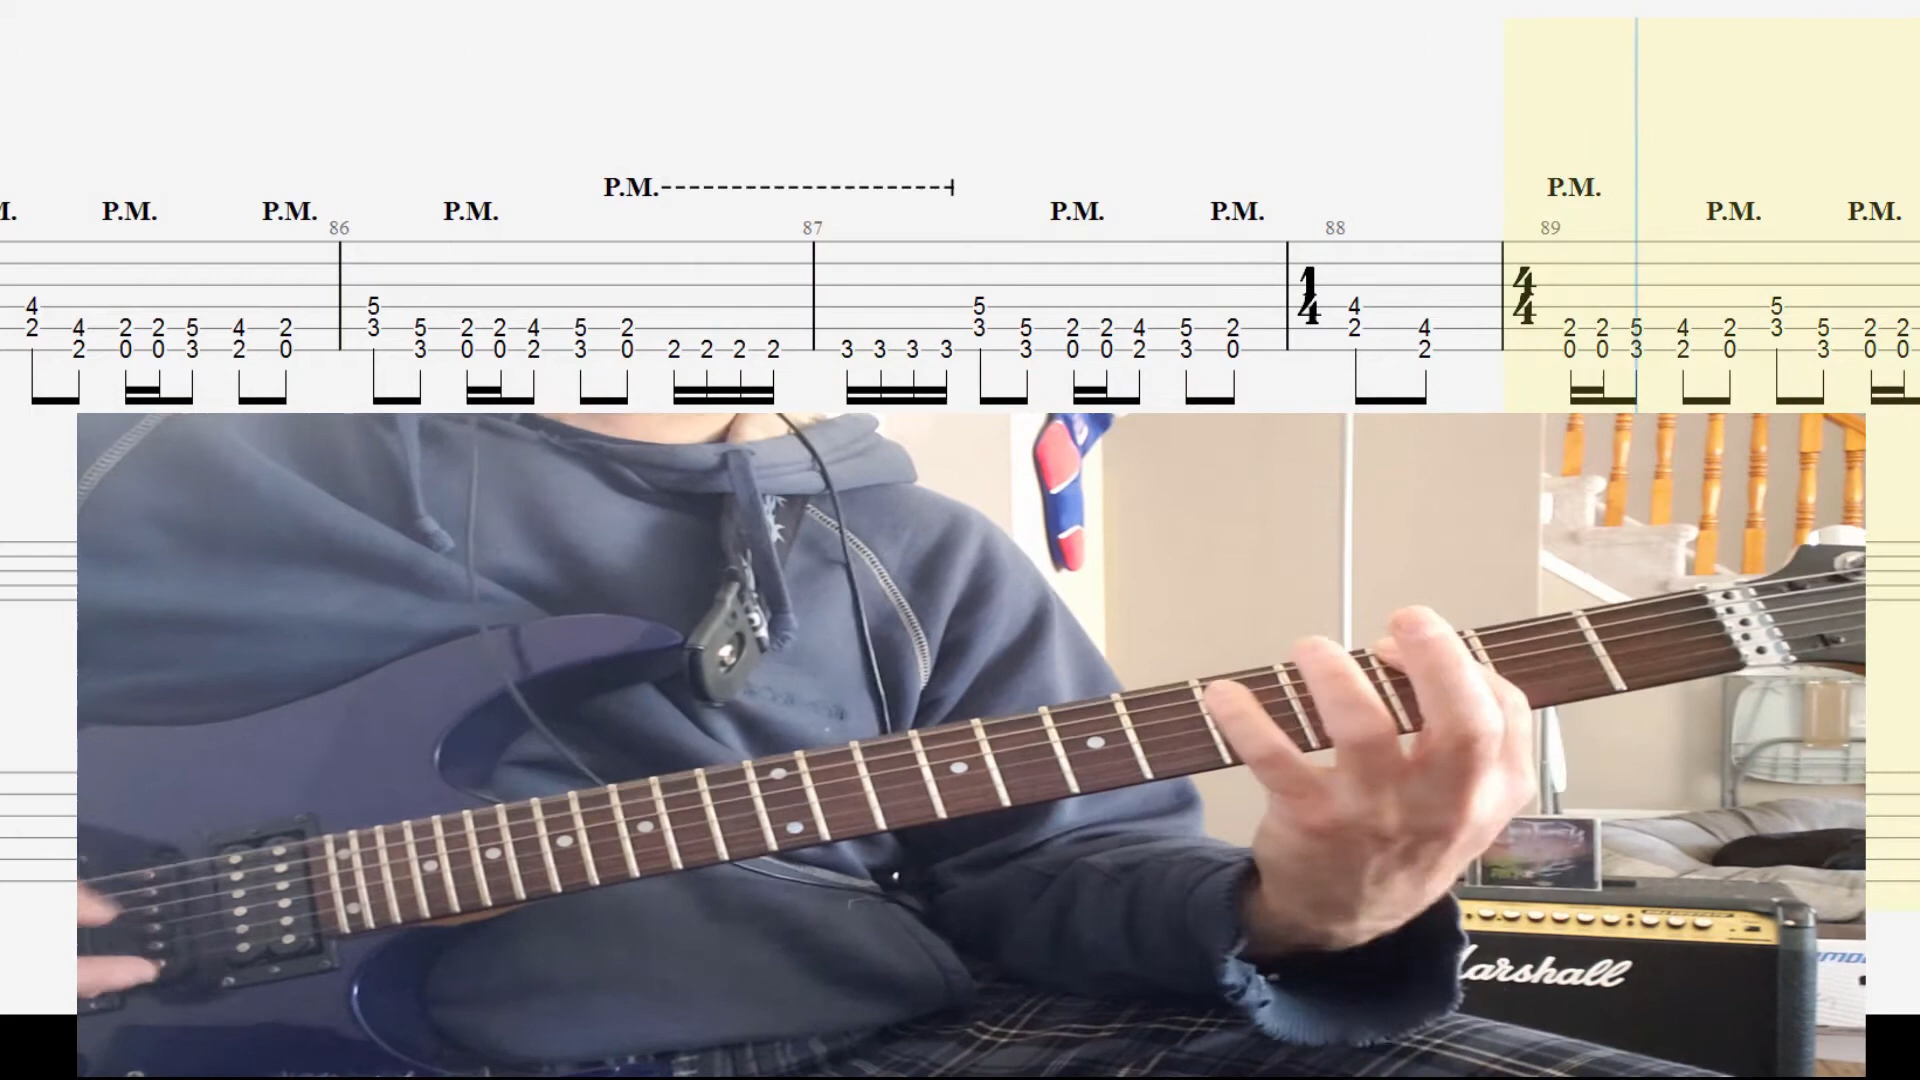 P.M.
M. P.M. P.M. P.M. P.M. P.M. P.M. P.M.
86 87 88 89
1 4
4 5 5 4 5
2 4 2 2 5 4 2 3 5 2 2 4 5 2 3 5 2 2 4 5 2 4 2 4 4 2 2 5 4 2 3 5 2 2
2 0 0 3 2 0 3 0 0 2 3 0 2 2 2 2 3 3 3 3 3 0 0 2 3 0 2 0 0 3 2 0 3 0 0
P.M.
Marshall